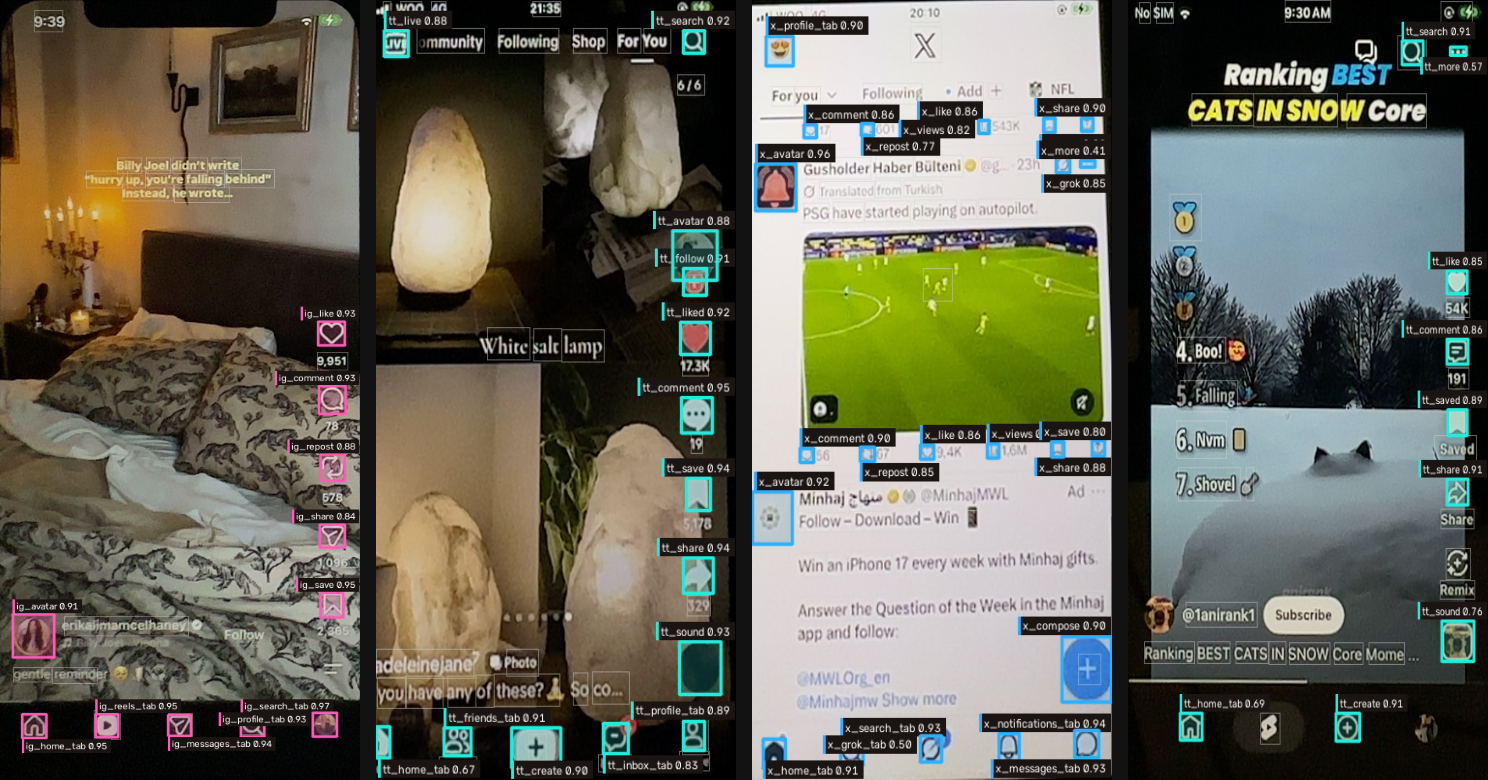 9:39
Billy Joel didn't write
"hurry up, you're falling behind"
Instead, he wrote...
ig_like 0.93
9,951
ig_comment 0.93
78
ig_repost 0.88
578
ig_share 0.84
1,096
ig_save 0.95
2,365
ig_avatar 0.91
erikalimamcelhaney
Follow
gentle reminder
ig_reels_tab 0.95
ig_search_tab 0.97
ig_profile_tab 0.93
ig_home_tab 0.95
ig_messages_tab 0.94
21:35
tt_live 0.88
tt_search 0.92
LIVE
ommunity
Following
Shop
For You
6/6
tt_avatar 0.88
tt_follow 0.91
tt_liked 0.92
17.3K
White salt lamp
tt_comment 0.95
19
tt_save 0.94
5178
tt_share 0.94
329
tt_sound 0.93
adeleinejane?
Photo
you have any of these? So co...
tt_profile_tab 0.89
tt_friends_tab 0.91
tt_home_tab 0.67
tt_create 0.90
tt_inbox_tab 0.83
20:10
x_profile_tab 0.90
X
For you
Following
Add +
NFL
x_comment 0.86
x_like 0.86
x_share 0.90
17
601
x_views 0.82
543K
x_repost 0.77
x_more 0.41
x_avatar 0.96
Gusholder Haber Bülteni @g... · 23h
x_grok 0.85
Translated from Turkish
PSG have started playing on autopilot.
x_comment 0.90
x_like 0.86
x_views
x_save 0.80
56
67
9,4K
1,6M
x_repost 0.85
x_share 0.88
x_avatar 0.92
Minhaj منهاج @MinhajMWL
Ad
Follow – Download – Win
Win an iPhone 17 every week with Minhaj gifts.
Answer the Question of the Week in the Minhaj
app and follow:
x_compose 0.90
@MWLOrg_en
@Minhajmw Show more
x_search_tab 0.93
x_notifications_tab 0.94
x_grok_tab 0.50
x_home_tab 0.91
x_messages_tab 0.93
No SIM
9:30 AM
tt_search 0.91
tt_more 0.57
Ranking BEST
CATS IN SNOW Core
1
2
3
4. Boo!
5. Falling
6. Nvm
7. Shovel
tt_like 0.85
54K
tt_comment 0.86
191
tt_saved 0.89
Saved
tt_share 0.91
Share
Remix
tt_sound 0.76
@1anirank1
Subscribe
Ranking BEST CATS IN SNOW Core Mome ...
tt_home_tab 0.69
tt_create 0.91